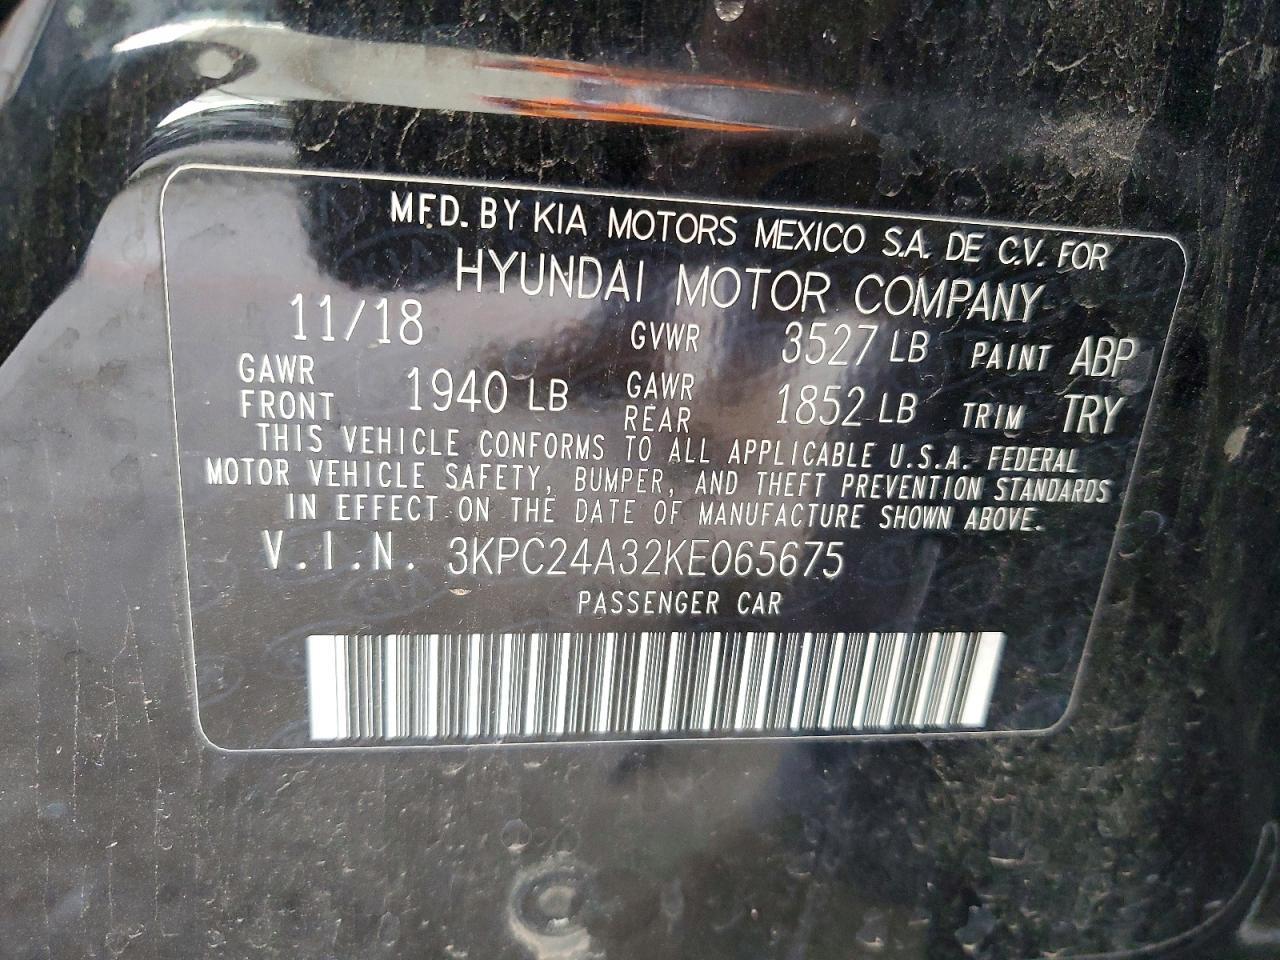 MFD. BY KIA MOTORS MEXICO S.A. DE C.V. FOR
HYUNDAI MOTOR COMPANY
11/18 GVWR 3527 LB PAINT ABP
GAWR FRONT 1940 LB GAWR REAR 1852 LB TRIM TRY
THIS VEHICLE CONFORMS TO ALL APPLICABLE U.S.A. FEDERAL
MOTOR VEHICLE SAFETY, BUMPER, AND THEFT PREVENTION STANDARDS
IN EFFECT ON THE DATE OF MANUFACTURE SHOWN ABOVE.
V.I.N. 3KPC24A32KE065675
PASSENGER CAR